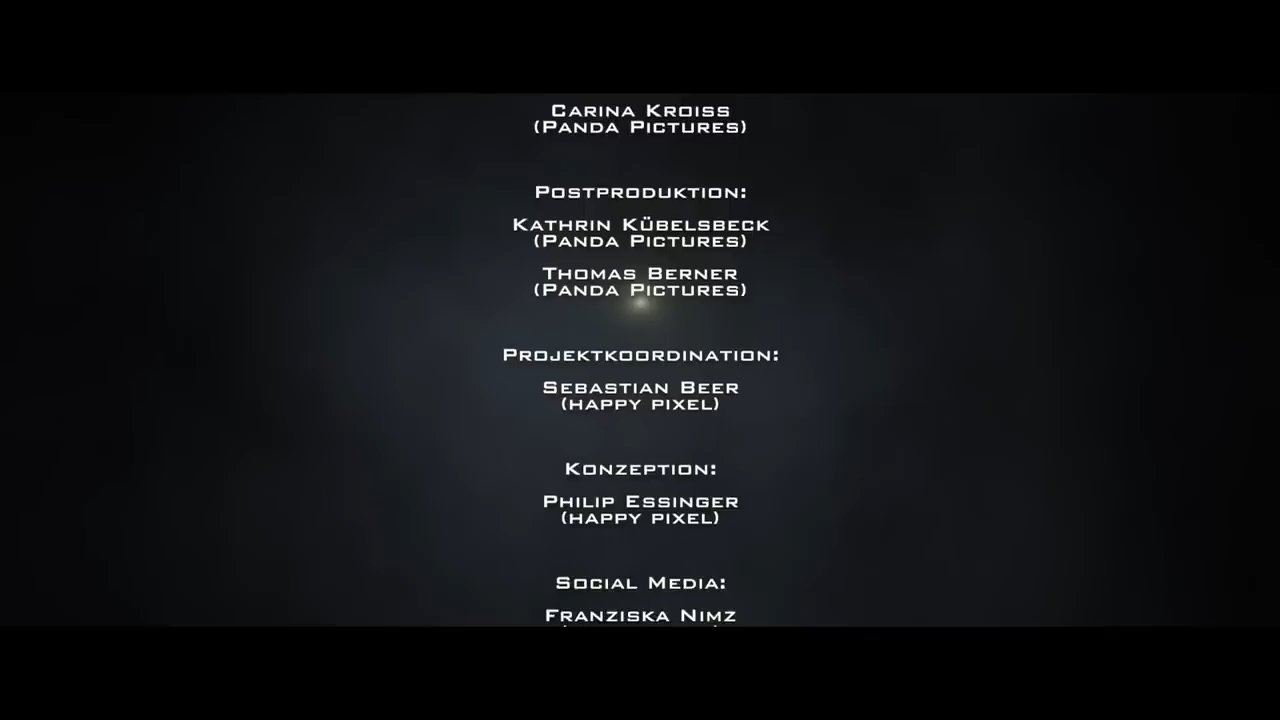 Carina Kroiss
(Panda Pictures)
Postproduktion:
Kathrin Kübelsbeck
(Panda Pictures)
Thomas Berner
(Panda Pictures)
Projektkoordination:
Sebastian Beer
(happy pixel)
Konzeption:
Philip Essinger
(happy pixel)
Social Media:
Franziska Nimz